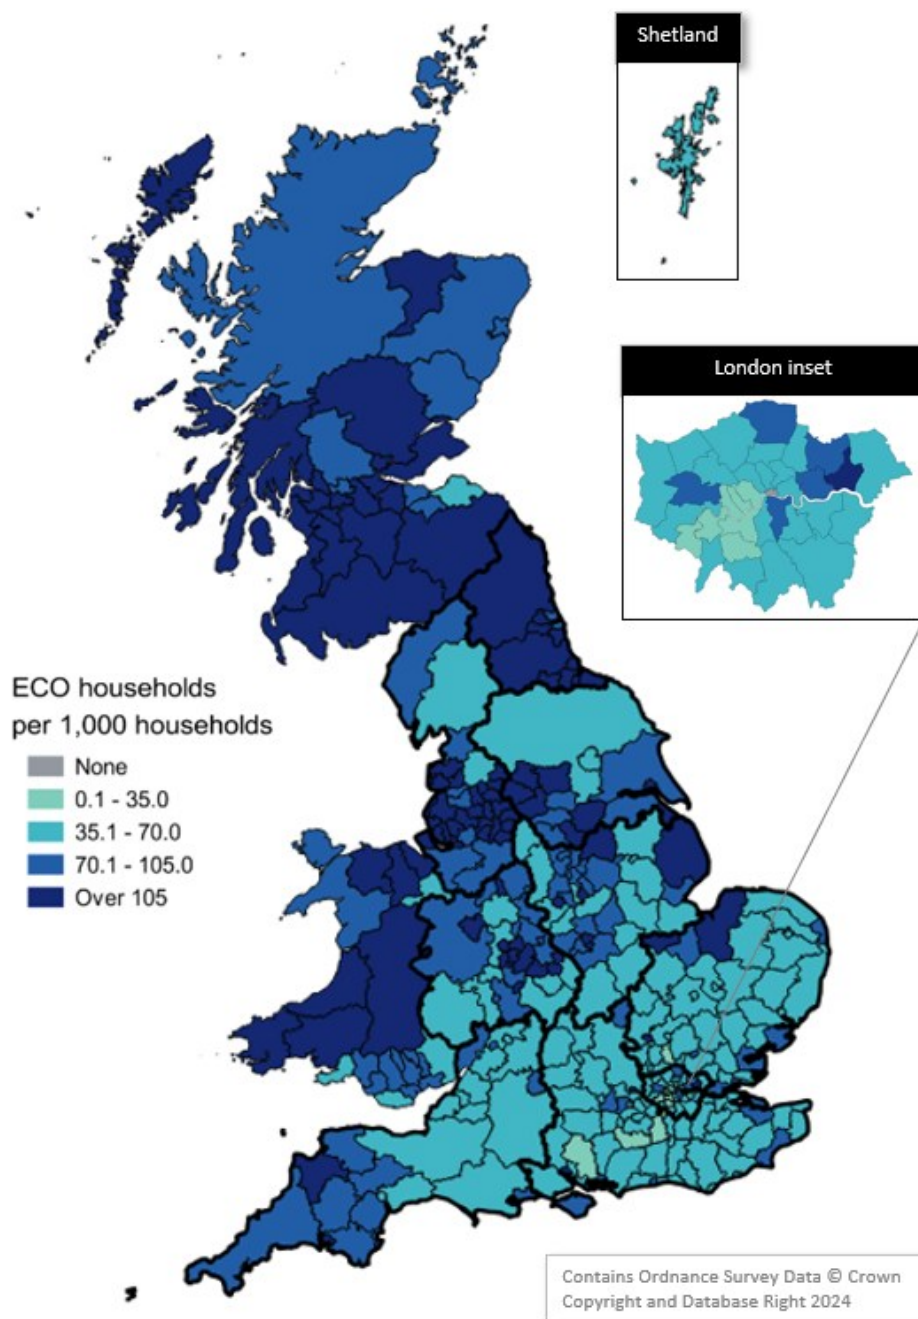 Shetland
London inset
ECO households
per 1,000 households
None
0.1 - 35.0
35.1 - 70.0
70.1 - 105.0
Over 105
Contains Ordnance Survey Data © Crown
Copyright and Database Right 2024